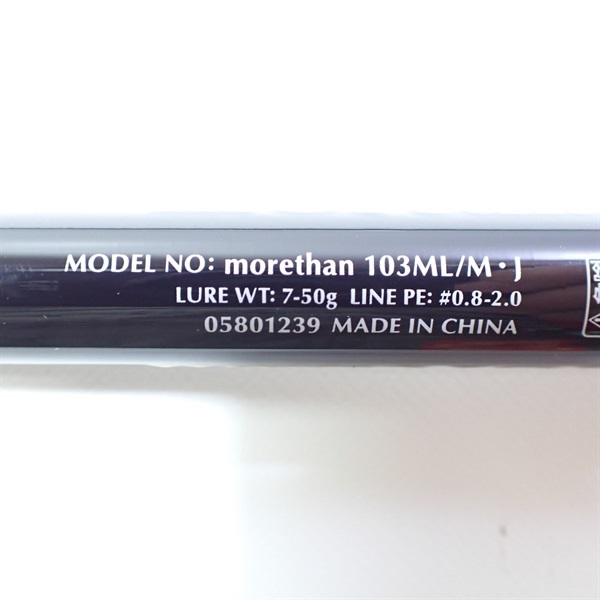 MODEL NO: morethan 103ML/M・J
LURE WT: 7-50g LINE PE: #0.8-2.0
05801239 MADE IN CHINA